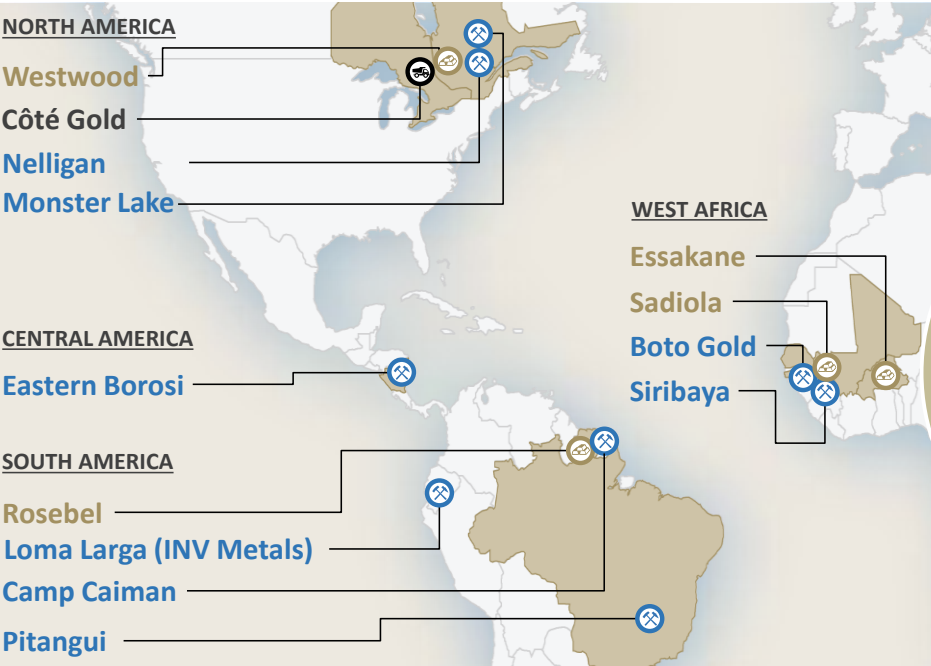 NORTH AMERICA
Westwood
Côté Gold
Nelligan
Monster Lake
CENTRAL AMERICA
Eastern Borosi
SOUTH AMERICA
Rosebel
Loma Larga (INV Metals)
Camp Caiman
Pitangui
WEST AFRICA
Essakane
Sadiola
Boto Gold
Siribaya